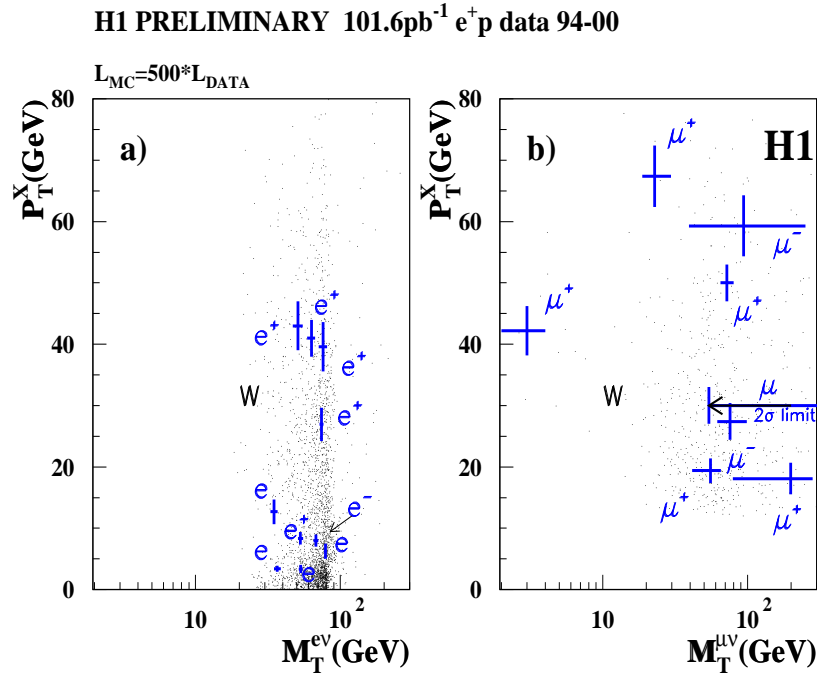 H1 PRELIMINARY 101.6pb⁻¹ e⁺p data 94-00
L_MC=500*L_DATA
P_T^X(GeV)
80
60
40
20
0
a)
e⁺
e⁺
e⁺
e⁺
W
e
e⁺
e⁻
e
e
e
10
10²
M_T^eν(GeV)
P_T^X(GeV)
80
60
40
20
0
b)
H1
μ⁺
μ⁻
μ⁺
μ⁺
W
μ
2σ limit
μ⁻
μ⁺
μ⁺
10
10²
M_T^μν(GeV)